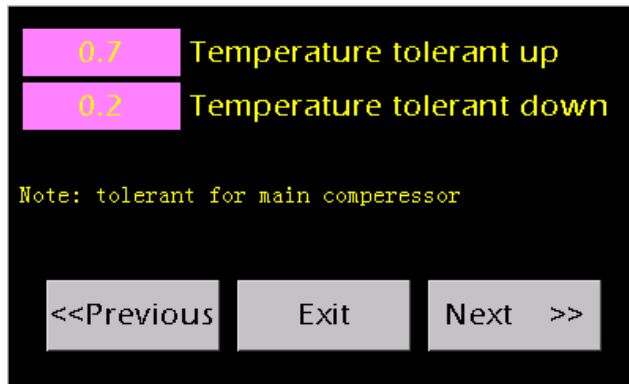 0.7 Temperature tolerant up
0.2 Temperature tolerant down
Note: tolerant for main comperessor
<<Previous Exit Next >>